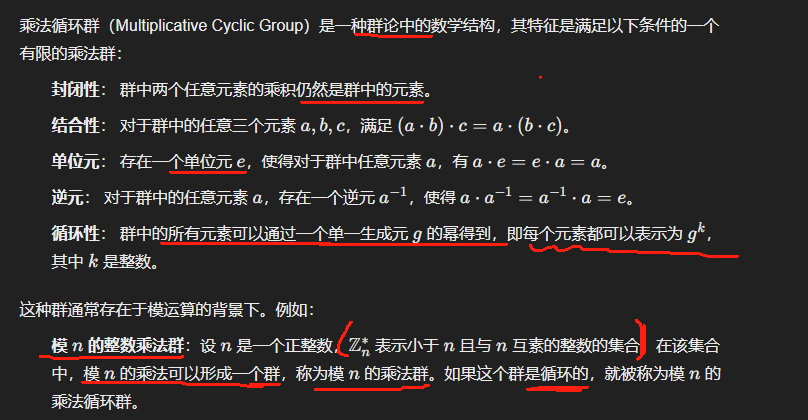 乘法循环群（Multiplicative Cyclic Group）是一种群论中的数学结构，其特征是满足以下条件的一个
有限的乘法群：
封闭性： 群中两个任意元素的乘积仍然是群中的元素。
结合性： 对于群中的任意三个元素 a, b, c，满足 (a · b) · c = a · (b · c)。
单位元： 存在一个单位元 e，使得对于群中任意元素 a，有 a · e = e · a = a。
逆元： 对于群中的任意元素 a，存在一个逆元 a⁻¹，使得 a · a⁻¹ = a⁻¹ · a = e。
循环性： 群中的所有元素可以通过一个单一生成元 g 的幂得到，即每个元素都可以表示为 gᵏ，
其中 k 是整数。
这种群通常存在于模运算的背景下。例如：
模 n 的整数乘法群：设 n 是一个正整数，ℤₙ* 表示小于 n 且与 n 互素的整数的集合 在该集合
中，模 n 的乘法可以形成一个群，称为模 n 的乘法群。如果这个群是循环的，就被称为模 n 的
乘法循环群。